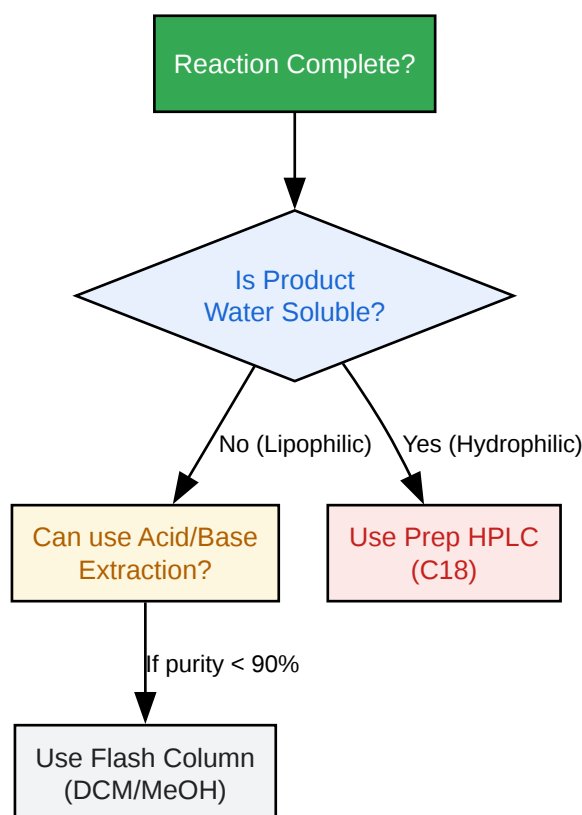 Reaction Complete?
Is Product
Water Soluble?
No (Lipophilic)
Yes (Hydrophilic)
Can use Acid/Base
Extraction?
Use Prep HPLC
(C18)
If purity < 90%
Use Flash Column
(DCM/MeOH)